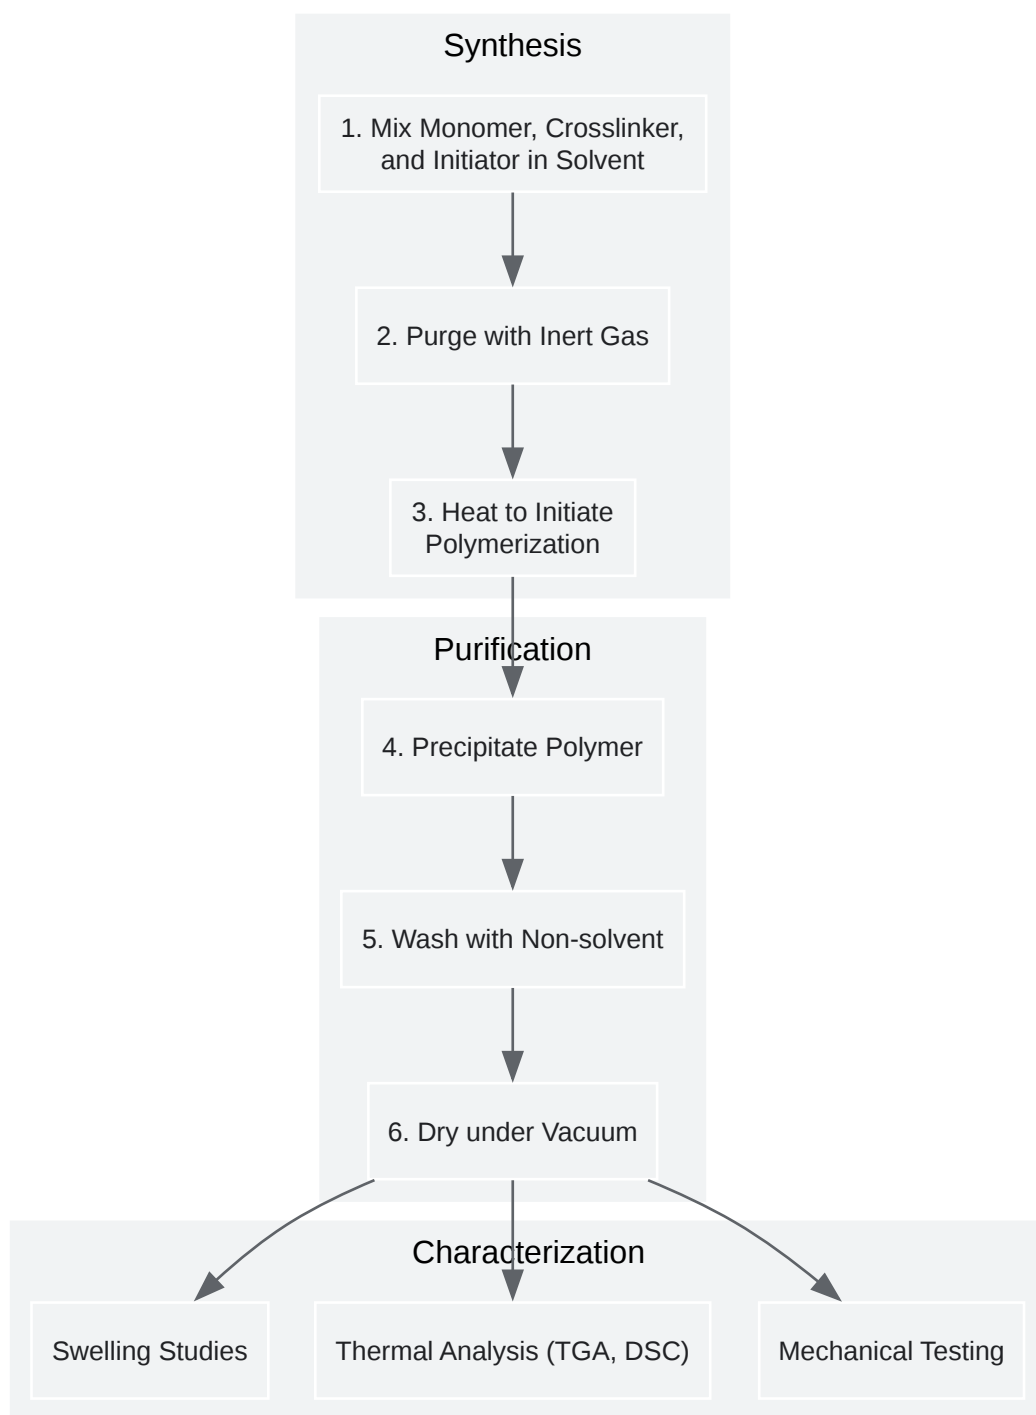 Synthesis
1. Mix Monomer, Crosslinker,
and Initiator in Solvent
2. Purge with Inert Gas
3. Heat to Initiate
Polymerization
Purification
4. Precipitate Polymer
5. Wash with Non-solvent
6. Dry under Vacuum
Characterization
Swelling Studies
Thermal Analysis (TGA, DSC)
Mechanical Testing